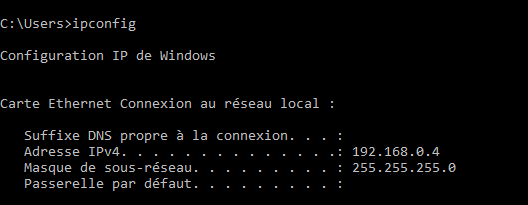 C:\Users>ipconfig
Configuration IP de Windows
Carte Ethernet Connexion au réseau local :
Suffixe DNS propre à la connexion. . . :
Adresse IPv4. . . . . . . . . . . . . .: 192.168.0.4
Masque de sous-réseau. . . . . . . . . : 255.255.255.0
Passerelle par défaut. . . . . . . . . :